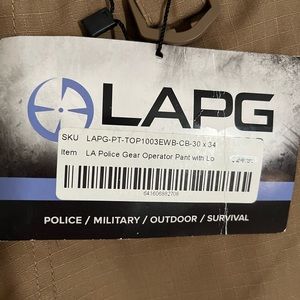 LAPG
SKU LAPG-PT-TOP1003EWB-CB-30 x 34
Item LA Police Gear Operator Pant with Lo
641606982708
POLICE / MILITARY / OUTDOOR / SURVIVAL